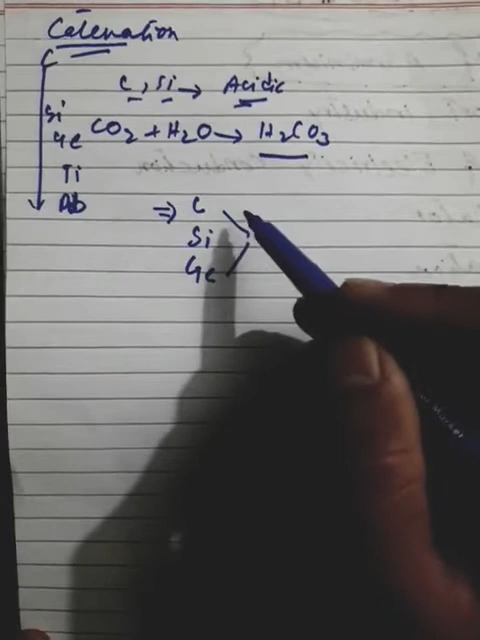 Catenation
C
C, Si → Acidic
Si
Ge CO2 + H2O → H2CO3
Ti
Pb
⇒ C
Si
Ge